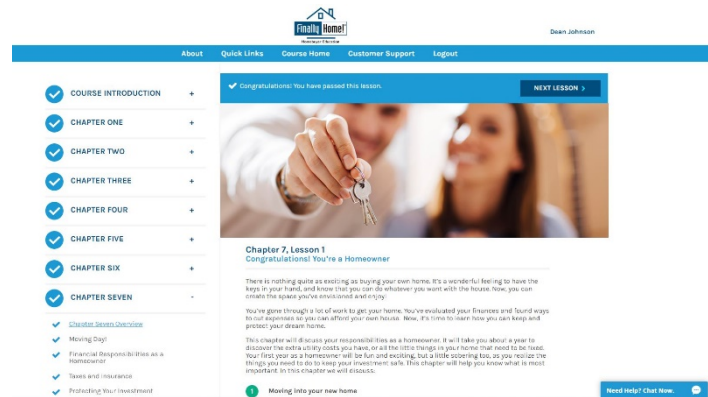 Finally Home!
Homebuyer Education
Dean Johnson
About Quick Links Course Home Customer Support Logout
COURSE INTRODUCTION +
CHAPTER ONE +
CHAPTER TWO +
CHAPTER THREE +
CHAPTER FOUR +
CHAPTER FIVE +
CHAPTER SIX +
CHAPTER SEVEN -
Chapter Seven Overview
Moving Day!
Financial Responsibilities as a
Homeowner
Taxes and Insurance
Protecting Your Investment
Congratulations! You have passed this lesson.
NEXT LESSON >
Chapter 7, Lesson 1
Congratulations! You're a Homeowner
There is nothing quite as exciting as buying your own home. It's a wonderful feeling to have the
keys in your hand, and know that you can do whatever you want with the house. Now, you can
create the space you've envisioned and enjoy!
You've gone through a lot of work to get your home. You've evaluated your finances and found ways
to cut expenses so you can afford your own house. Now, it's time to learn how you can keep and
protect your dream home.
This chapter will discuss your responsibilities as a homeowner. It will take you about a year to
discover the extra utility costs you have, or all the little things in your home that need to be fixed.
Your first year as a homeowner will be fun and exciting, but a little sobering too, as you realize the
things you need to do to keep your investment safe. This chapter will help you know what is most
important. In this chapter we will discuss:
1 Moving into your new home
Need Help? Chat Now.